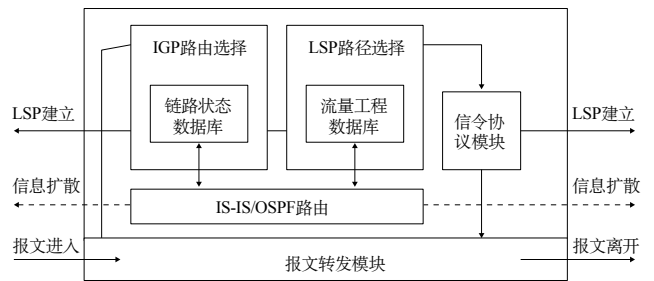 IGP路由选择
LSP路径选择
链路状态
数据库
流量工程
数据库
信令协
议模块
LSP建立
LSP建立
信息扩散
信息扩散
IS-IS/OSPF路由
报文进入
报文离开
报文转发模块